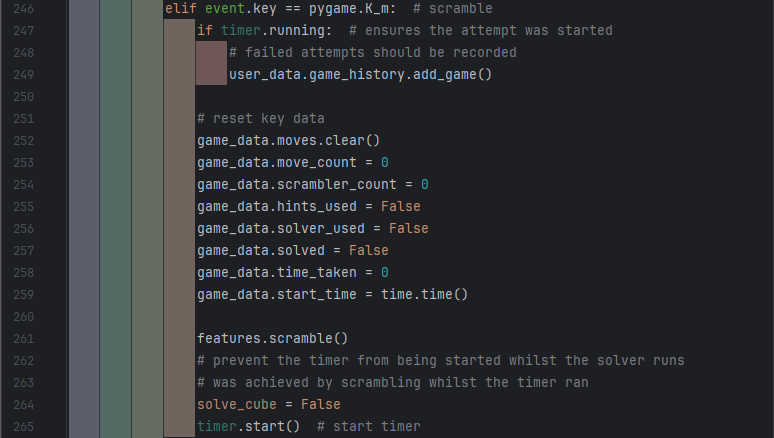 246 elif event.key == pygame.K_m:  # scramble
247 if timer.running:  # ensures the attempt was started
248 # failed attempts should be recorded
249 user_data.game_history.add_game()
250
251 # reset key data
252 game_data.moves.clear()
253 game_data.move_count = 0
254 game_data.scrambler_count = 0
255 game_data.hints_used = False
256 game_data.solver_used = False
257 game_data.solved = False
258 game_data.time_taken = 0
259 game_data.start_time = time.time()
260
261 features.scramble()
262 # prevent the timer from being started whilst the solver runs
263 # was achieved by scrambling whilst the timer ran
264 solve_cube = False
265 timer.start()  # start timer